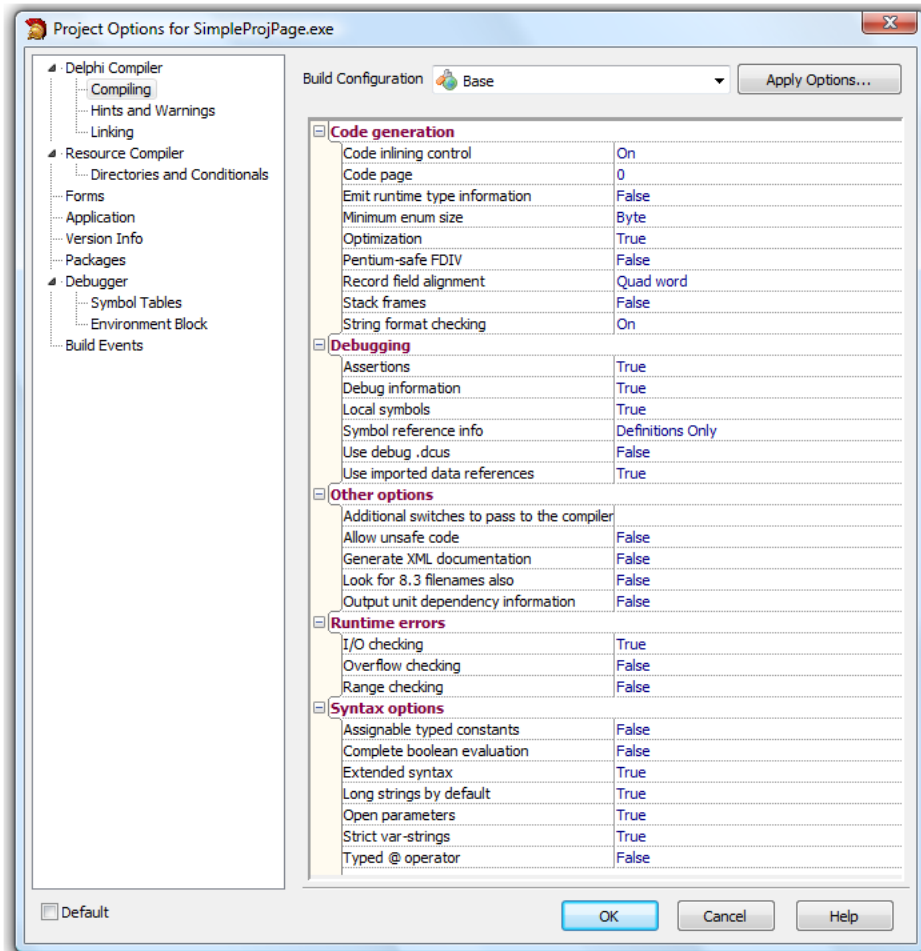 Project Options for SimpleProjPage.exe
Delphi Compiler
Compiling
Hints and Warnings
Linking
Resource Compiler
Directories and Conditionals
Forms
Application
Version Info
Packages
Debugger
Symbol Tables
Environment Block
Build Events
Build Configuration Base Apply Options...
Code generation
Code inlining control On
Code page 0
Emit runtime type information False
Minimum enum size Byte
Optimization True
Pentium-safe FDIV False
Record field alignment Quad word
Stack frames False
String format checking On
Debugging
Assertions True
Debug information True
Local symbols True
Symbol reference info Definitions Only
Use debug .dcus False
Use imported data references True
Other options
Additional switches to pass to the compiler
Allow unsafe code False
Generate XML documentation False
Look for 8.3 filenames also False
Output unit dependency information False
Runtime errors
I/O checking True
Overflow checking False
Range checking False
Syntax options
Assignable typed constants False
Complete boolean evaluation False
Extended syntax True
Long strings by default True
Open parameters True
Strict var-strings True
Typed @ operator False
Default OK Cancel Help